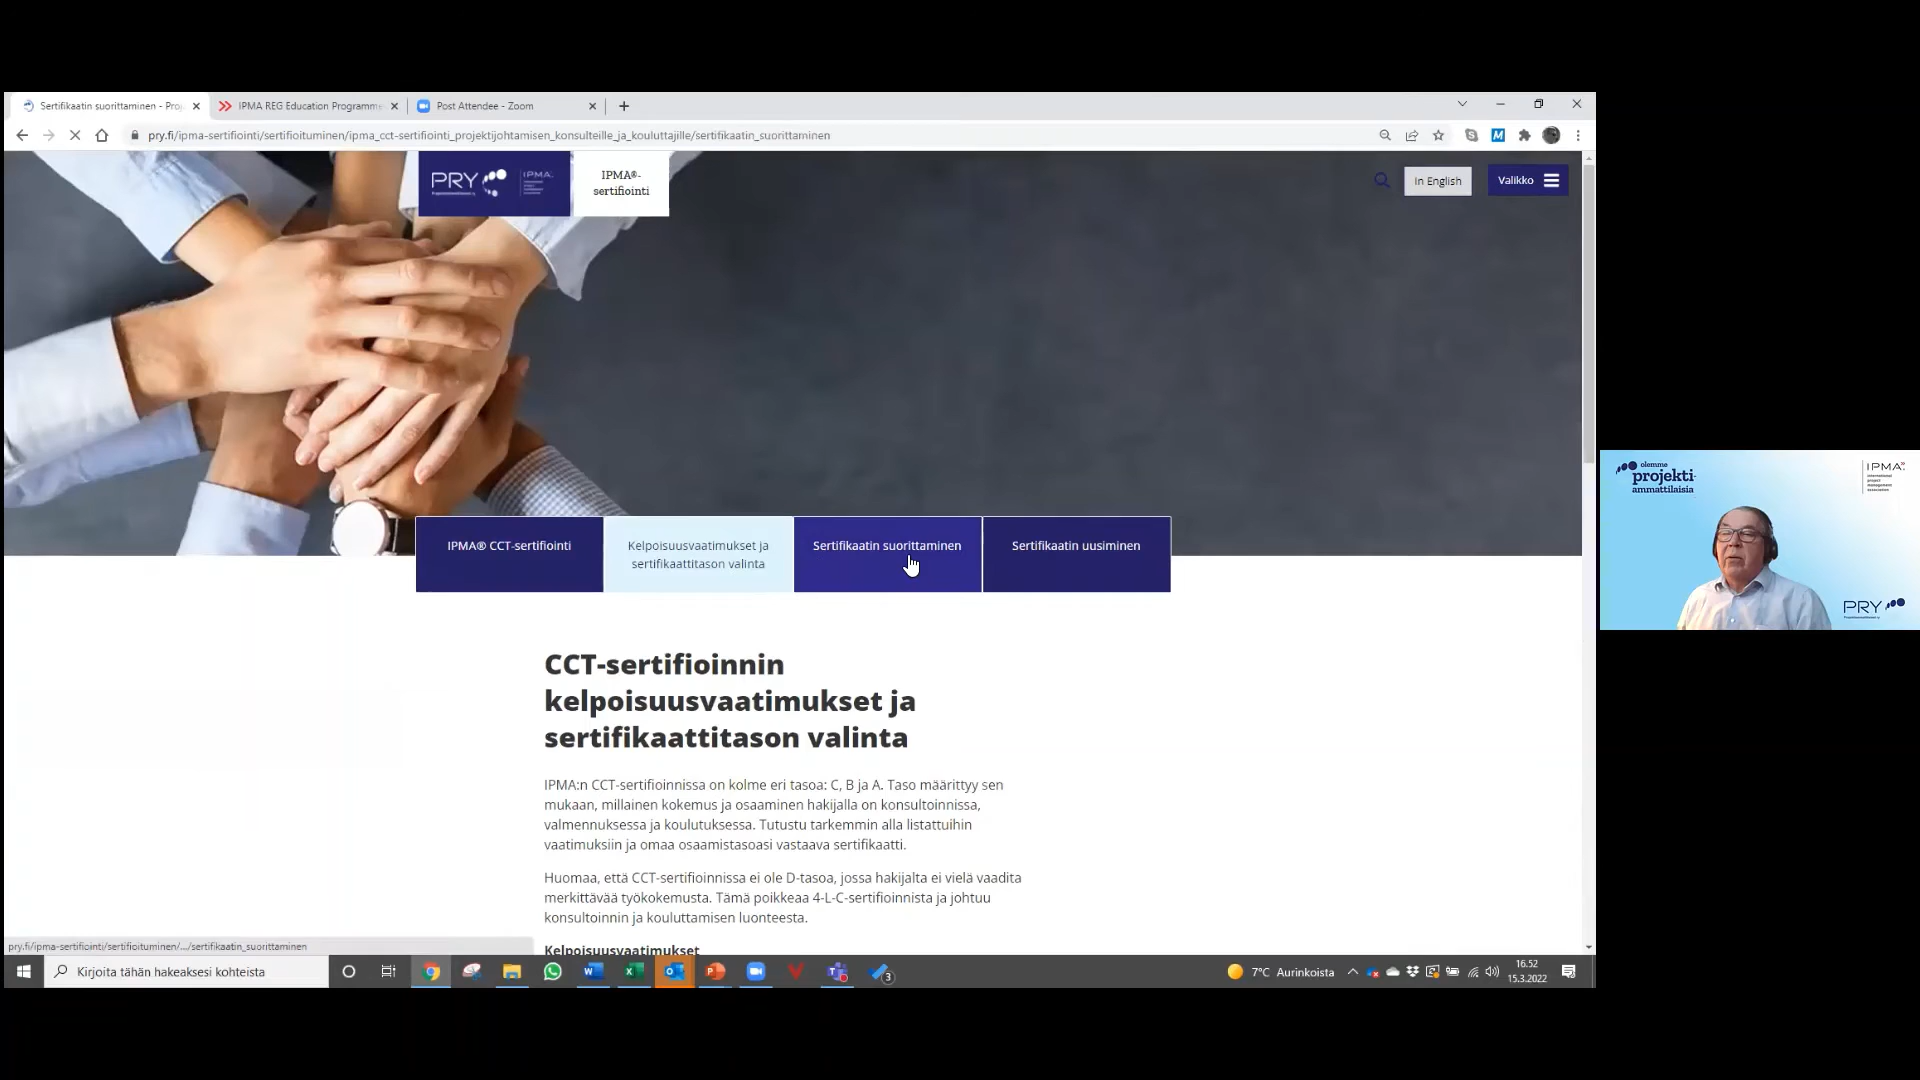 Sertifikaatin suorittaminen - Pro
IPMA REG Education Programme
Post Attendee - Zoom
pry.fi/ipma-sertifiointi/sertifioituminen/ipma_cct-sertifiointi_projektijohtamisen_konsulteille_ja_kouluttajille/sertifikaatin_suorittaminen
PRY
IPMA
IPMA®-
sertifiointi
In English
Valikko
IPMA® CCT-sertifiointi
Kelpoisuusvaatimukset ja
sertifikaattitason valinta
Sertifikaatin suorittaminen
Sertifikaatin uusiminen
CCT-sertifioinnin
kelpoisuusvaatimukset ja
sertifikaattitason valinta
IPMA:n CCT-sertifioinnissa on kolme eri tasoa: C, B ja A. Taso määrittyy sen
mukaan, millainen kokemus ja osaaminen hakijalla on konsultoinnissa,
valmennuksessa ja koulutuksessa. Tutustu tarkemmin alla listattuihin
vaatimuksiin ja omaa osaamistasoasi vastaava sertifikaatti.
Huomaa, että CCT-sertifioinnissa ei ole D-tasoa, jossa hakijalta ei vielä vaadita
merkittävää työkokemusta. Tämä poikkeaa 4-L-C-sertifioinnista ja johtuu
konsultoinnin ja kouluttamisen luonteesta.
Kelpoisuusvaatimukset
pry.fi/ipma-sertifiointi/sertifioituminen/.../sertifikaatin_suorittaminen
Kirjoita tähän hakeaksesi kohteista
3
7°C Aurinkoista
16.52
15.3.2022
olemme
projekti-
ammattilaisia
IPMA
international
project
management
association
PRY